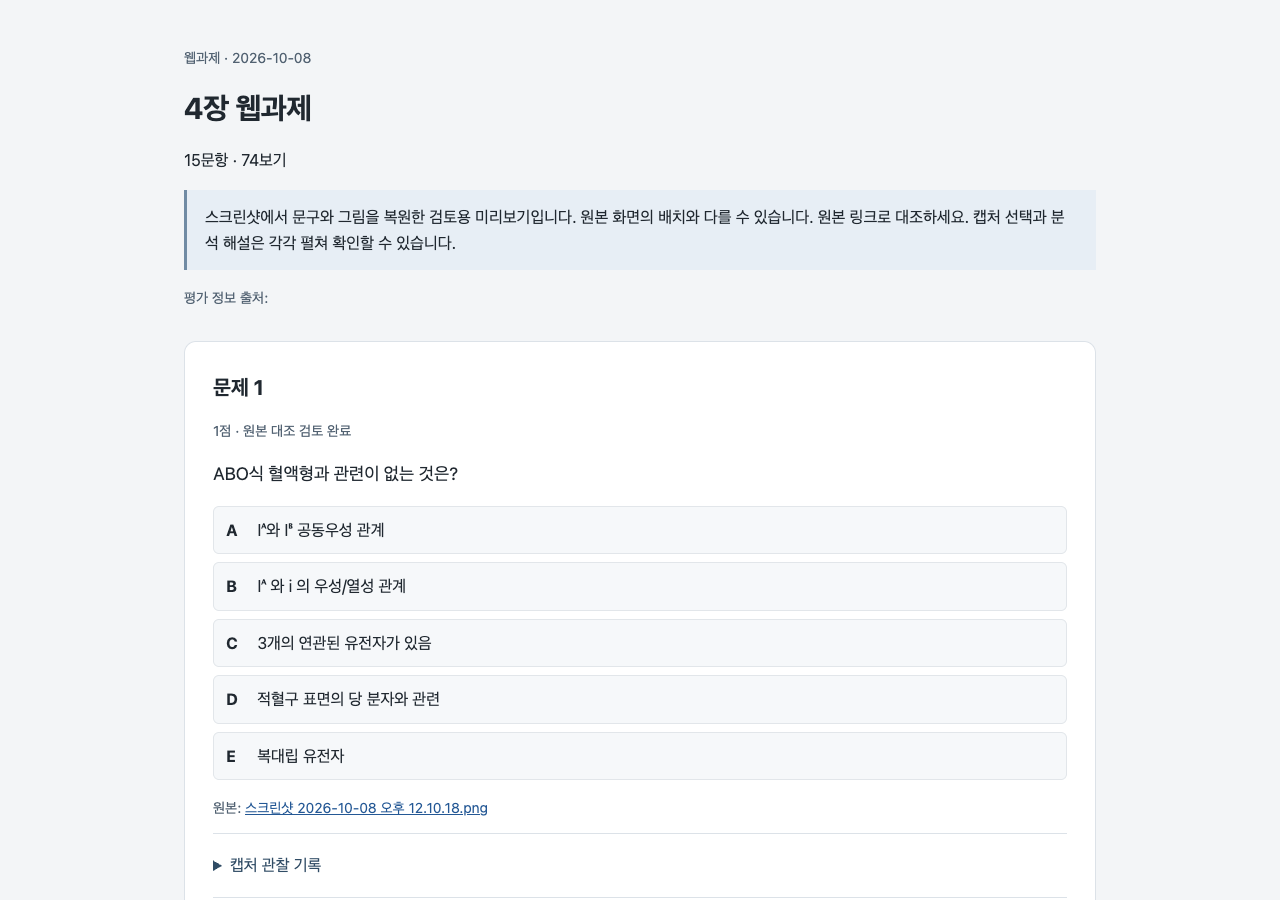 웹과제 · 2026-10-08
4장 웹과제
15문항 · 74보기
스크린샷에서 문구와 그림을 복원한 검토용 미리보기입니다. 원본 화면의 배치와 다를 수 있습니다. 원본 링크로 대조하세요. 캡처 선택과 분
석 해설은 각각 펼쳐 확인할 수 있습니다.
평가 정보 출처:
문제 1
1점 · 원본 대조 검토 완료
ABO식 혈액형과 관련이 없는 것은?
A Iᴬ와 Iᴮ 공동우성 관계
B Iᴬ 와 i 의 우성/열성 관계
C 3개의 연관된 유전자가 있음
D 적혈구 표면의 당 분자와 관련
E 복대립 유전자
원본: 스크린샷 2026-10-08 오후 12.10.18.png
▶ 캡처 관찰 기록